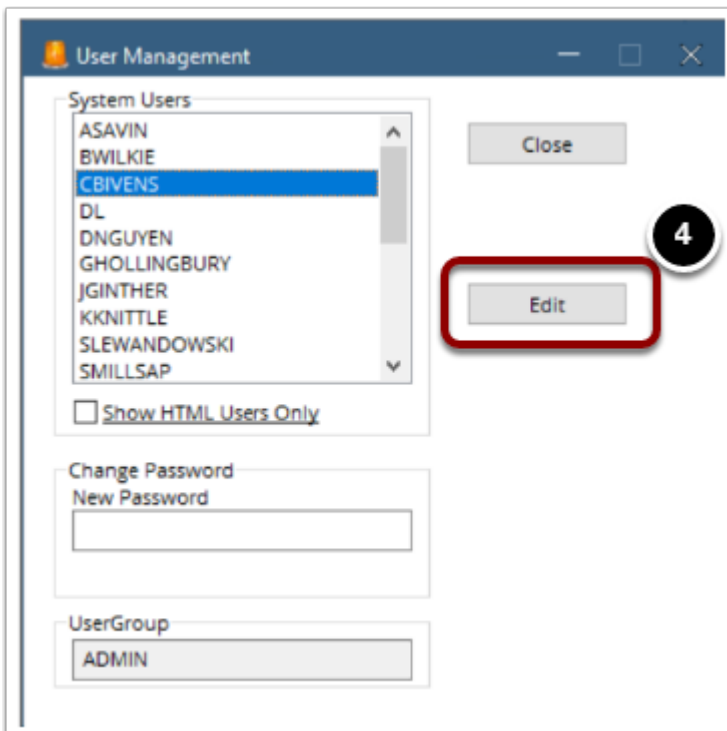 User Management
System Users
ASAVIN
BWILKIE
CBIVENS
DL
DNGUYEN
GHOLLINGBURY
JGINTHER
KKNITTLE
SLEWANDOWSKI
SMILLSAP
Show HTML Users Only
Close
4
Edit
Change Password
New Password
UserGroup
ADMIN